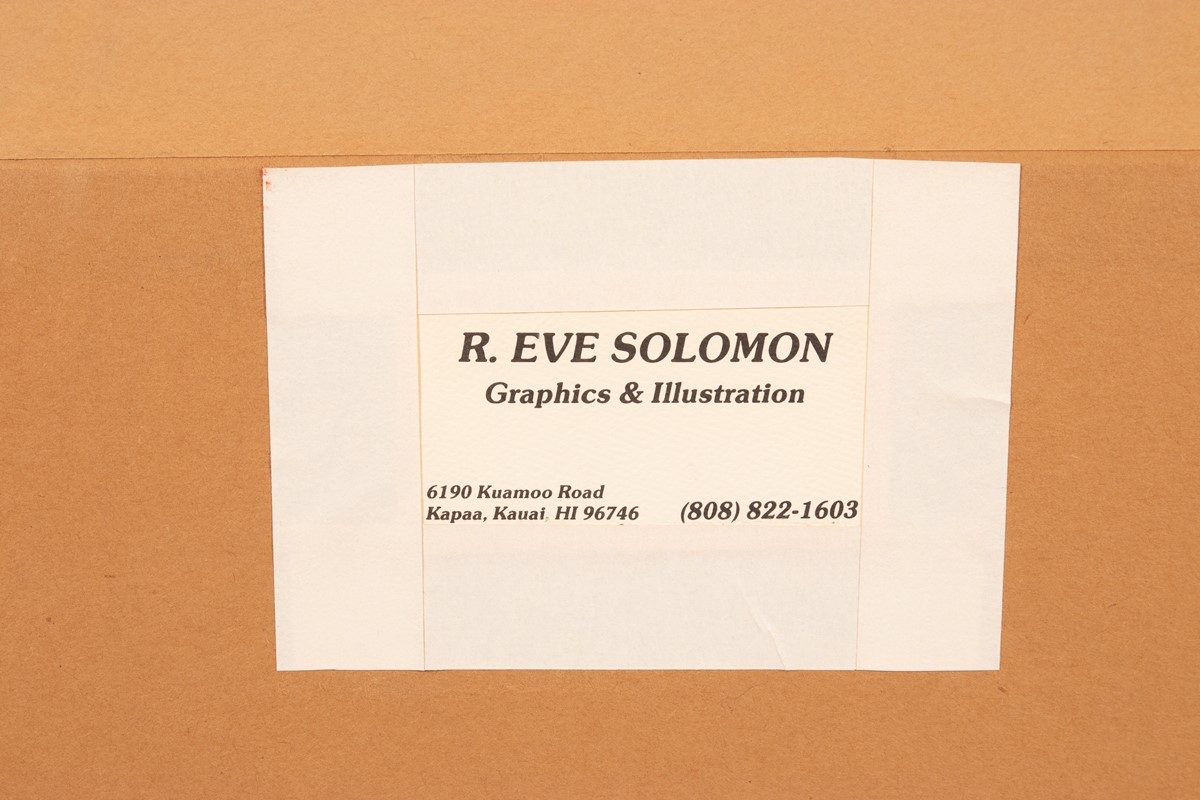 R. EVE SOLOMON
Graphics & Illustration
6190 Kuamoo Road
Kapaa, Kauai, HI 96746 (808) 822-1603